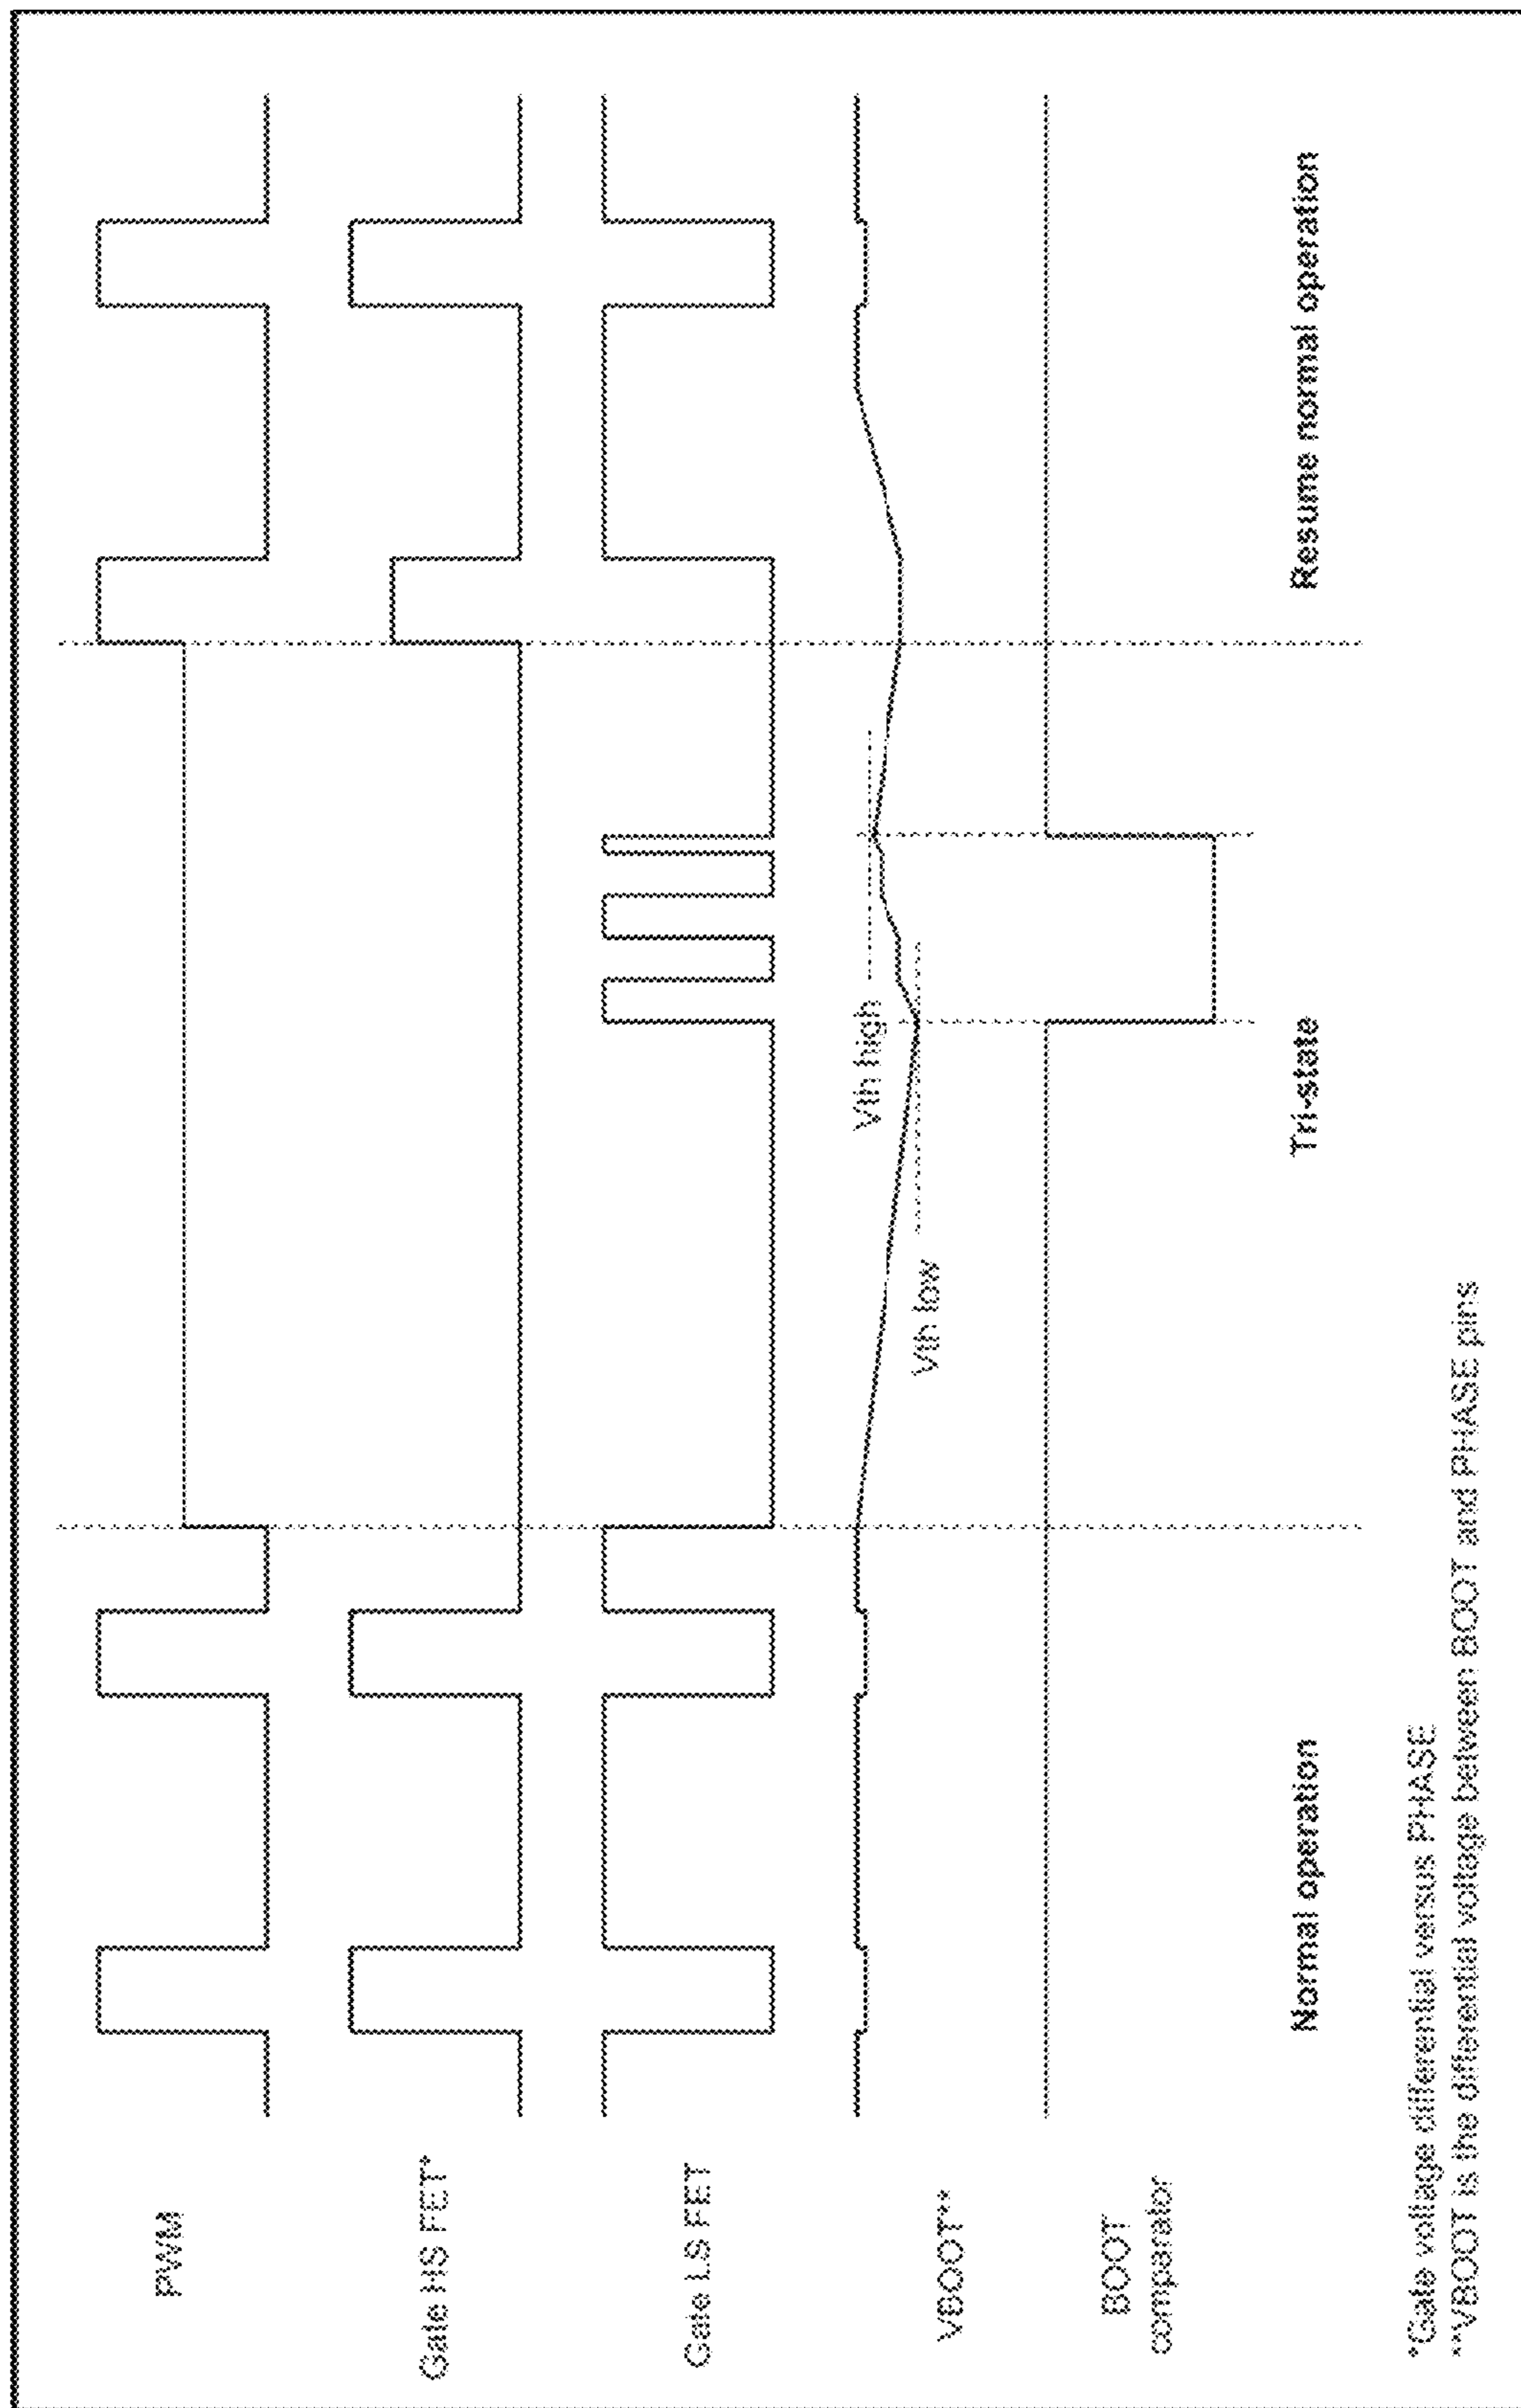 PWM
Gate HS FET*
Gate LS FET
VBOOT**
BOOT
comparator
Vth high
Vth low
Normal operation
Tri-state
Resume normal operation
*Gate voltage differential versus PHASE
**VBOOT is the differential voltage between BOOT and PHASE pins